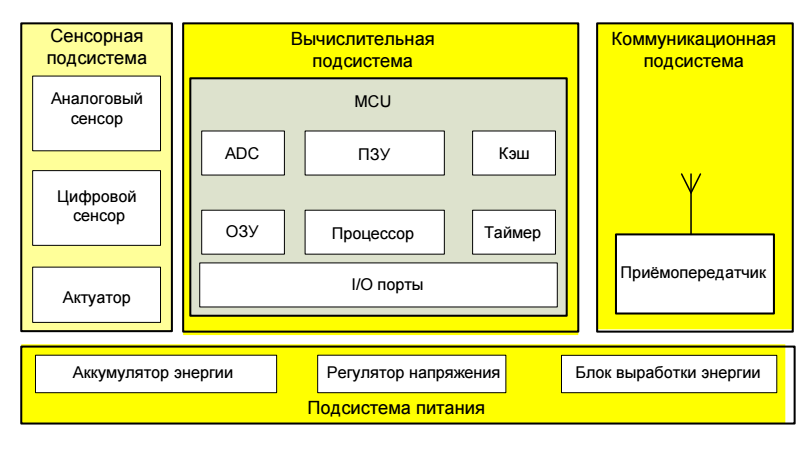 Сенсорная
подсистема
Аналоговый
сенсор
Цифровой
сенсор
Актуатор
Вычислительная
подсистема
MCU
ADC
ПЗУ
Кэш
ОЗУ
Процессор
Таймер
I/O порты
Коммуникационная
подсистема
Приёмопередатчик
Аккумулятор энергии
Регулятор напряжения
Блок выработки энергии
Подсистема питания